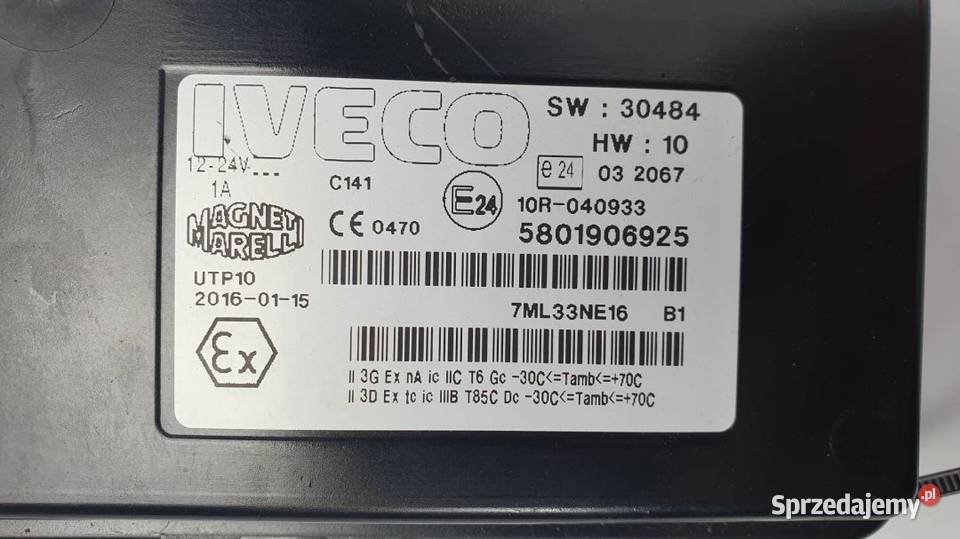 IVECO
SW : 30484
HW : 10
12-24V
1A
C141
e 24
03 2067
E24
10R-040933
MAGNETI
MARELLI
CE 0470
5801906925
UTP10
2016-01-15
7ML33NE16 B1
Ex
II 3G Ex nA ic IIC T6 Gc -30C<=Tamb<=+70C
II 3D Ex tc ic IIIB T85C Dc -30C<=Tamb<=+70C
Sprzedajemy.pl